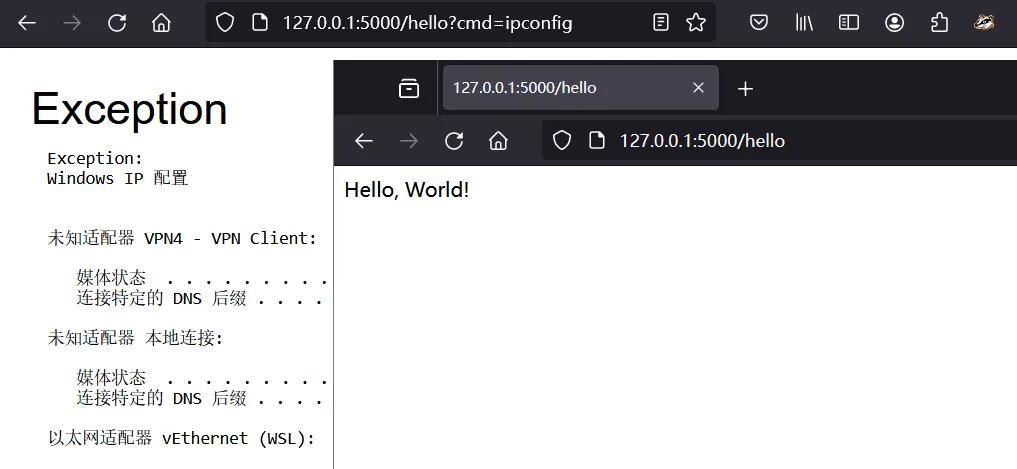 127.0.0.1:5000/hello?cmd=ipconfig
Exception
Exception:
Windows IP 配置
未知适配器 VPN4 - VPN Client:
媒体状态 . . . . . . . . .
连接特定的 DNS 后缀 . . . .
未知适配器 本地连接:
媒体状态 . . . . . . . . .
连接特定的 DNS 后缀 . . . .
以太网适配器 vEthernet (WSL):
127.0.0.1:5000/hello
127.0.0.1:5000/hello
Hello, World!